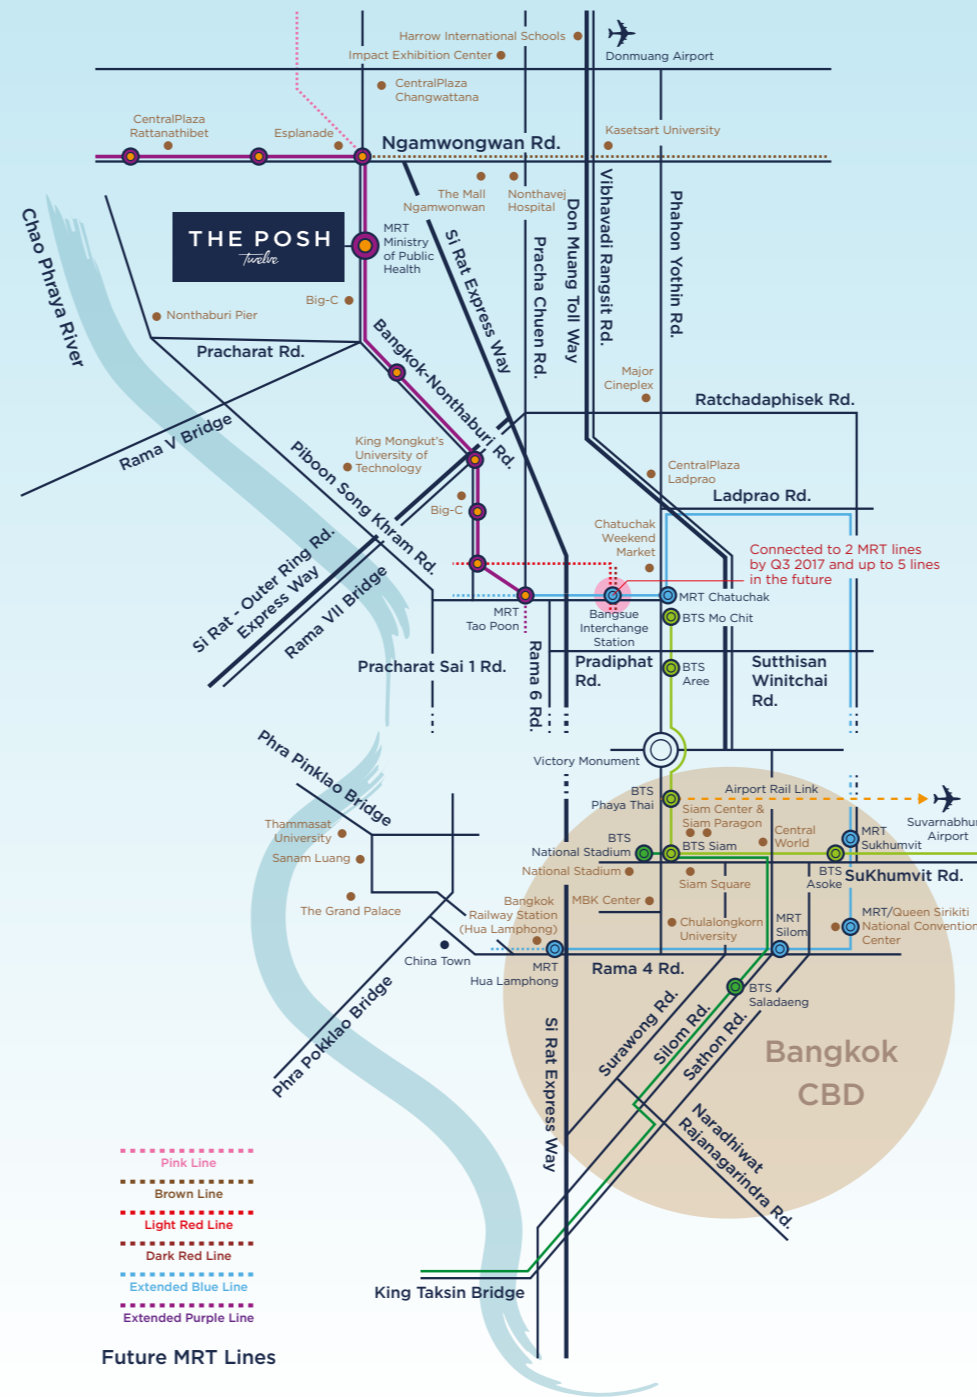 Harrow International Schools
Impact Exhibition Center
Donmuang Airport
CentralPlaza
Changwattana
CentralPlaza
Rattanathibet
Esplanade
Ngamwongwan Rd.
Kasetsart University
The Mall
Ngamwonwan
Nonthavej
Hospital
THE POSH
Twelve
MRT
Ministry
of Public
Health
Chao Phraya River
Si Rat Express Way
Pracha Chuen Rd.
Don Muang Toll Way
Vibhavadi Rangsit Rd.
Phahon Yothin Rd.
Big-C
Nonthaburi Pier
Pracharat Rd.
Bangkok-Nonthaburi Rd.
Major
Cineplex
Ratchadaphisek Rd.
Rama V Bridge
Piboon Song Khram Rd.
King Mongkut's
University of
Technology
CentralPlaza
Ladprao
Ladprao Rd.
Big-C
Chatuchak
Weekend
Market
Connected to 2 MRT lines
by Q3 2017 and up to 5 lines
in the future
Si Rat - Outer Ring Rd.
Express Way
Rama VII Bridge
MRT
Tao Poon
Bangsue
Interchange
Station
MRT Chatuchak
BTS Mo Chit
Pracharat Sai 1 Rd.
Rama 6 Rd.
Pradiphat
Rd.
BTS
Aree
Sutthisan
Winitchai
Rd.
Phra Pinklao Bridge
Victory Monument
BTS
Phaya Thai
Airport Rail Link
Suvarnabhum
Airport
Thammasat
University
Sanam Luang
The Grand Palace
Siam Center &
Siam Paragon
Central
World
MRT
Sukhumvit
BTS
National Stadium
BTS Siam
National Stadium
Siam Square
BTS
Asoke
SuKhumvit Rd.
MBK Center
Bangkok
Railway Station
(Hua Lamphong)
Chulalongkorn
University
MRT
Silom
MRT/Queen Sirikiti
National Convention
Center
China Town
MRT
Hua Lamphong
Rama 4 Rd.
Phra Pokklao Bridge
BTS
Saladaeng
Surawong Rd.
Silom Rd.
Sathon Rd.
Si Rat Express Way
Bangkok
CBD
Naradhiwat
Rajanagarindra Rd.
King Taksin Bridge
Pink Line
Brown Line
Light Red Line
Dark Red Line
Extended Blue Line
Extended Purple Line
Future MRT Lines